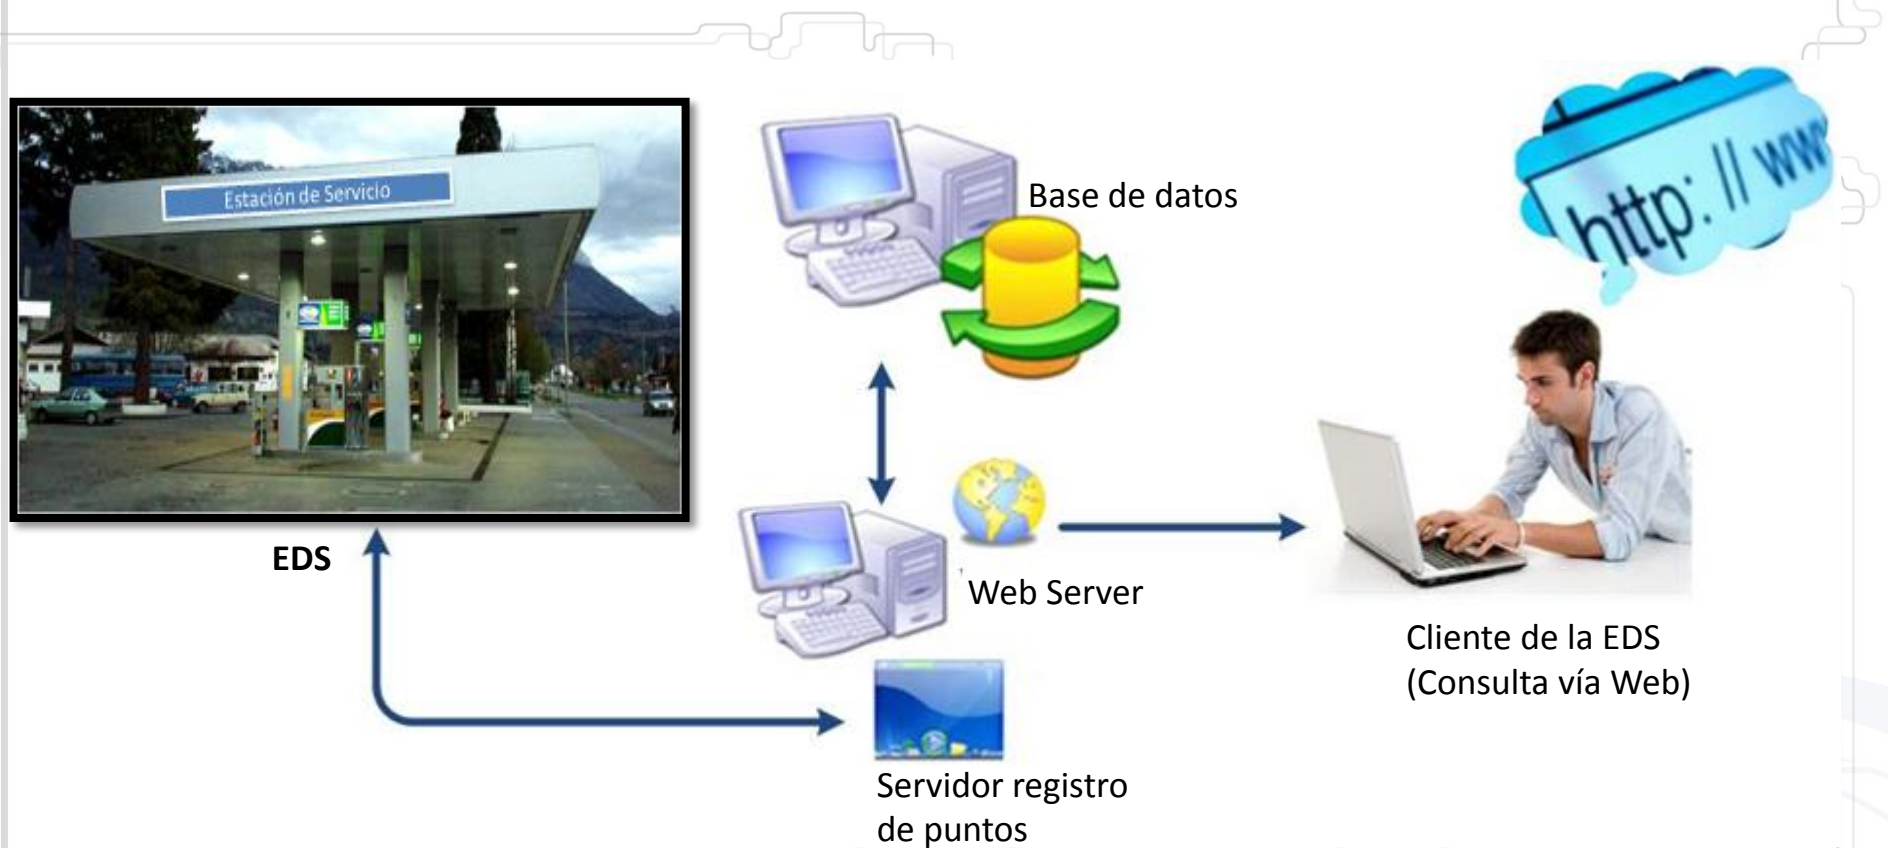 Estación de Servicio
Base de datos
http: // ww
EDS
Web Server
Cliente de la EDS
(Consulta vía Web)
Servidor registro
de puntos